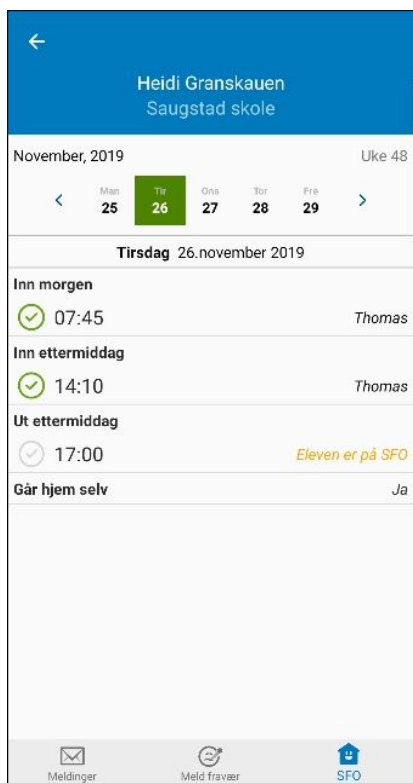 Heidi Granskauen
Saugstad skole
November, 2019 Uke 48
Man Tir Ons Tor Fre
25 26 27 28 29
Tirsdag 26.november 2019
Inn morgen
07:45 Thomas
Inn ettermiddag
14:10 Thomas
Ut ettermiddag
17:00 Eleven er på SFO
Går hjem selv Ja
Meldinger Meld fravær SFO